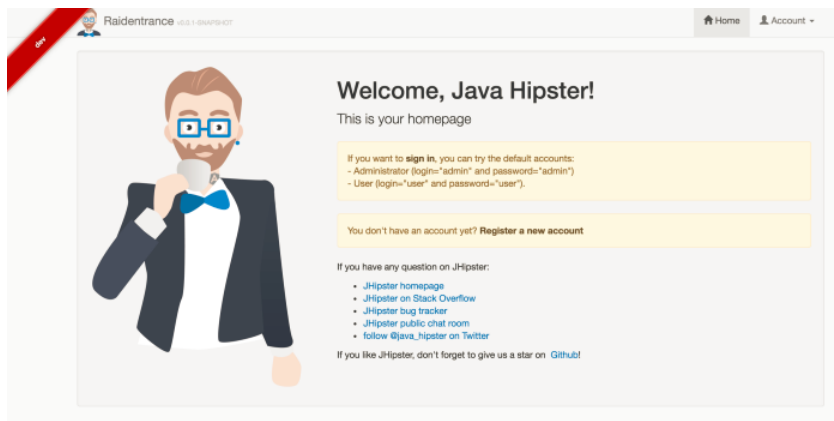 dev
Raidentrance v0.0.1-SNAPSHOT
Home
Account
Welcome, Java Hipster!
This is your homepage
If you want to sign in, you can try the default accounts:
- Administrator (login="admin" and password="admin")
- User (login="user" and password="user").
You don't have an account yet? Register a new account
If you have any question on JHipster:
• JHipster homepage
• JHipster on Stack Overflow
• JHipster bug tracker
• JHipster public chat room
• follow @java_hipster on Twitter
If you like JHipster, don't forget to give us a star on Github!